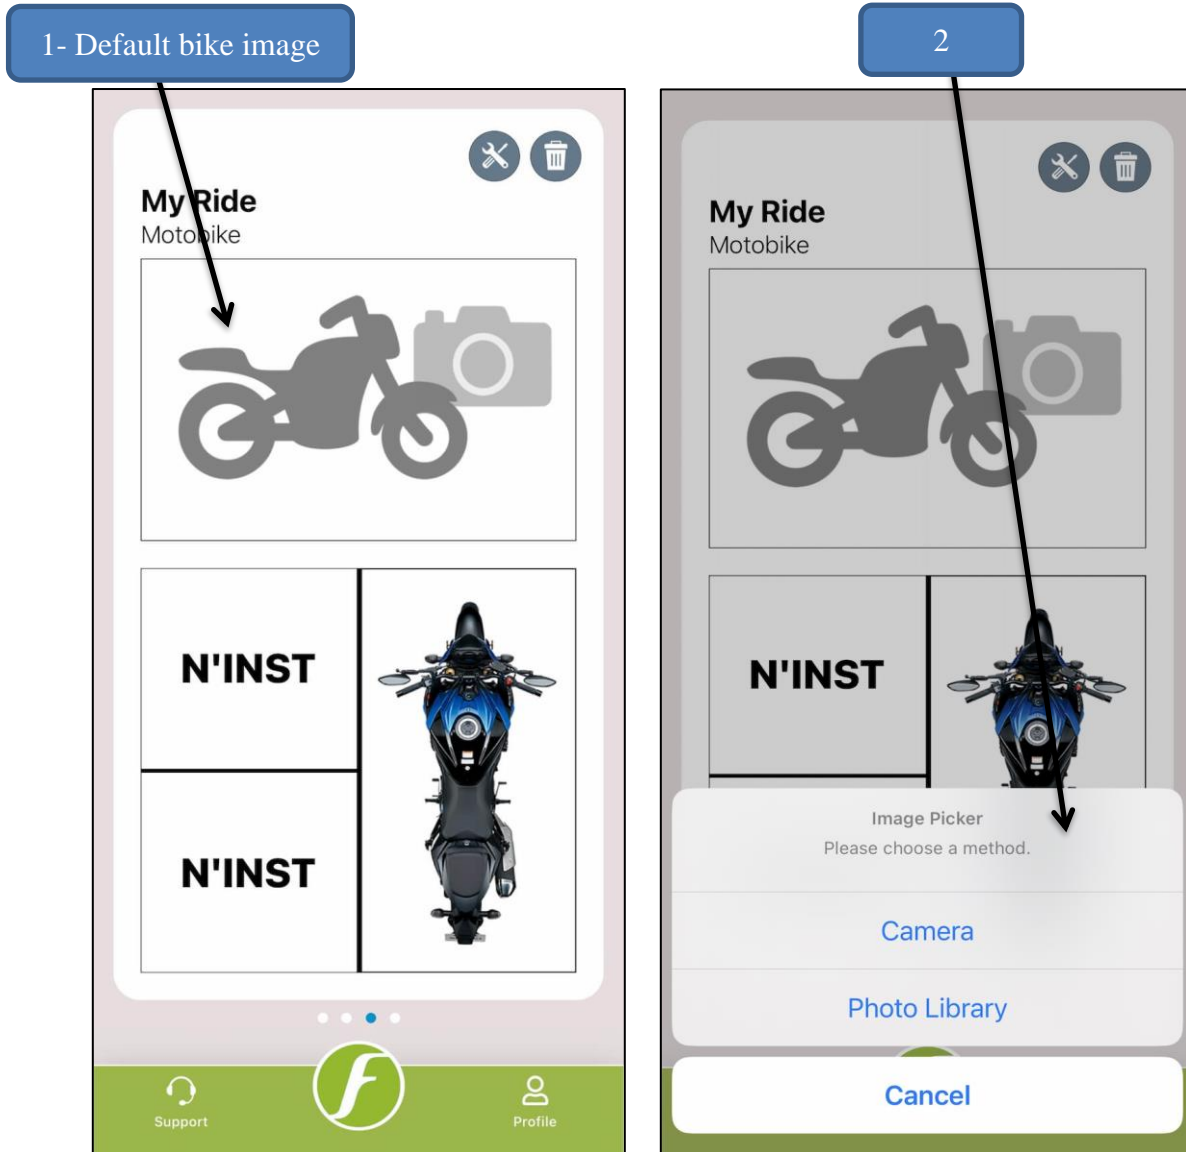 1- Default bike image
2
My Ride
Motobike
N'INST
N'INST
Support
Profile
My Ride
Motobike
N'INST
Image Picker
Please choose a method.
Camera
Photo Library
Cancel